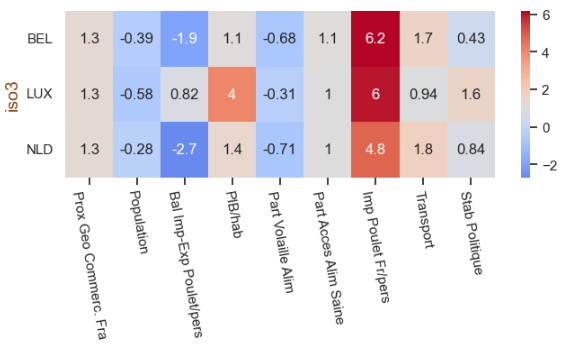 BEL 1.3 -0.39 -1.9 1.1 -0.68 1.1 6.2 1.7 0.43
LUX 1.3 -0.58 0.82 4 -0.31 1 6 0.94 1.6
NLD 1.3 -0.28 -2.7 1.4 -0.71 1 4.8 1.8 0.84
iso3
Prox Geo Commerc. Fra
Population
Bal Imp-Exp Poulet/pers
PIB/hab
Part Volaille Alim
Part Acces Alim Saine
Imp Poulet Fr/pers
Transport
Stab Politique
6
4
2
0
−2